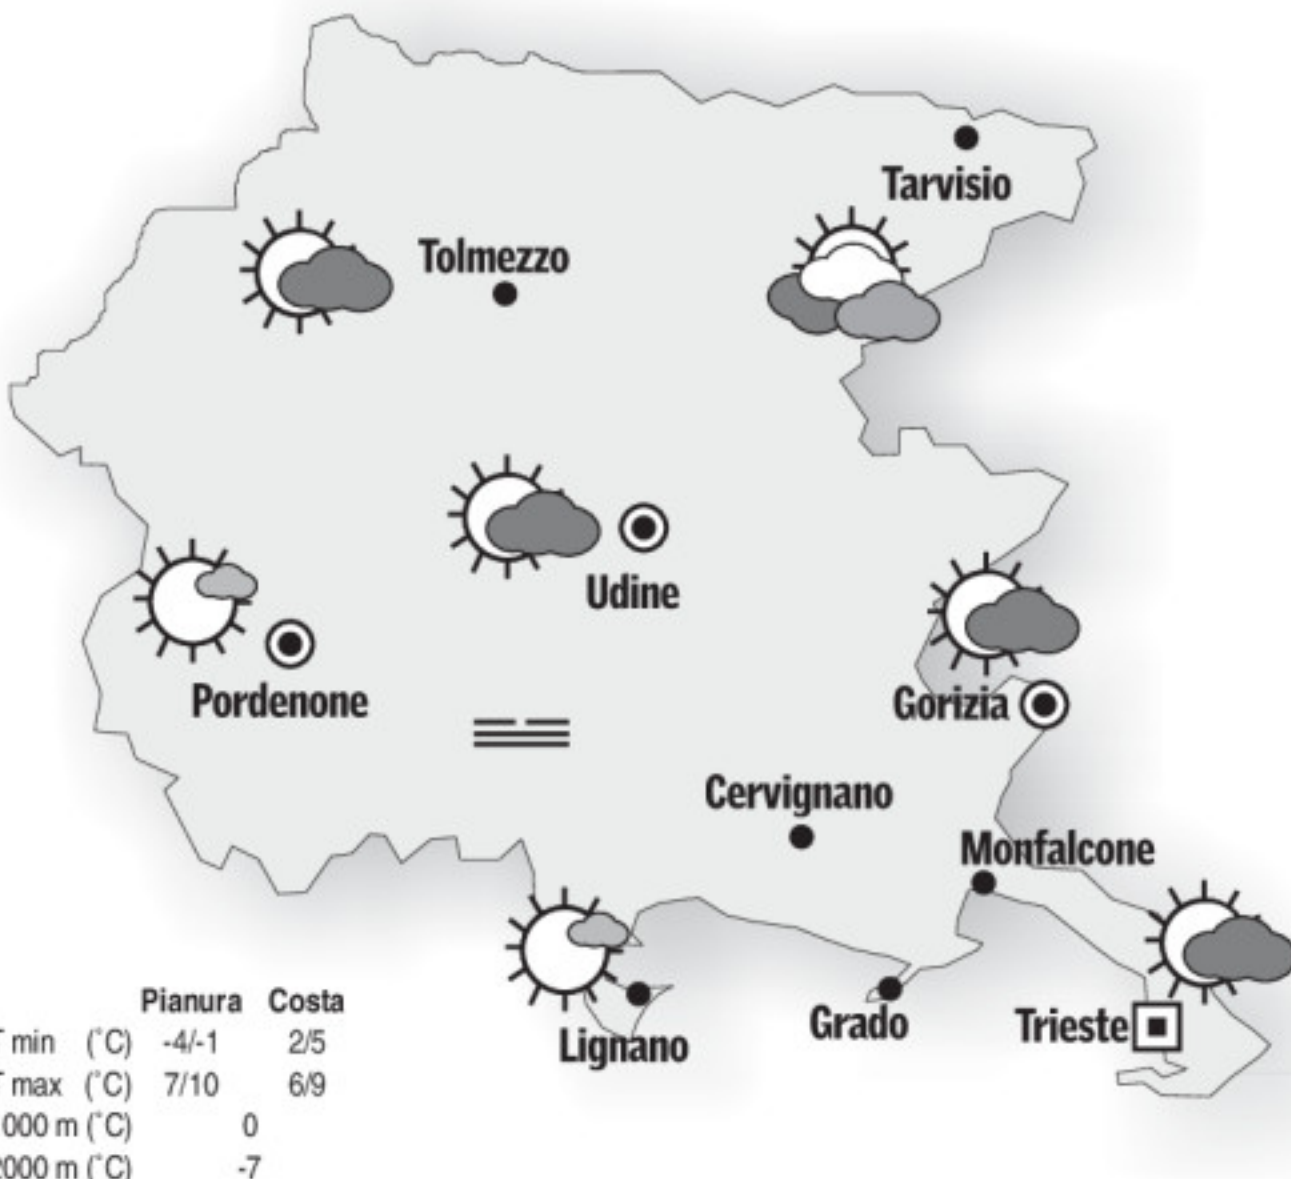 Tarvisio
Tolmezzo
Udine
Pordenone
Gorizia
Cervignano
Monfalcone
Grado
Trieste
Lignano
Pianura Costa
min (°C) -4/-1 2/5
max (°C) 7/10 6/9
000 m (°C) 0
2000 m (°C) -7